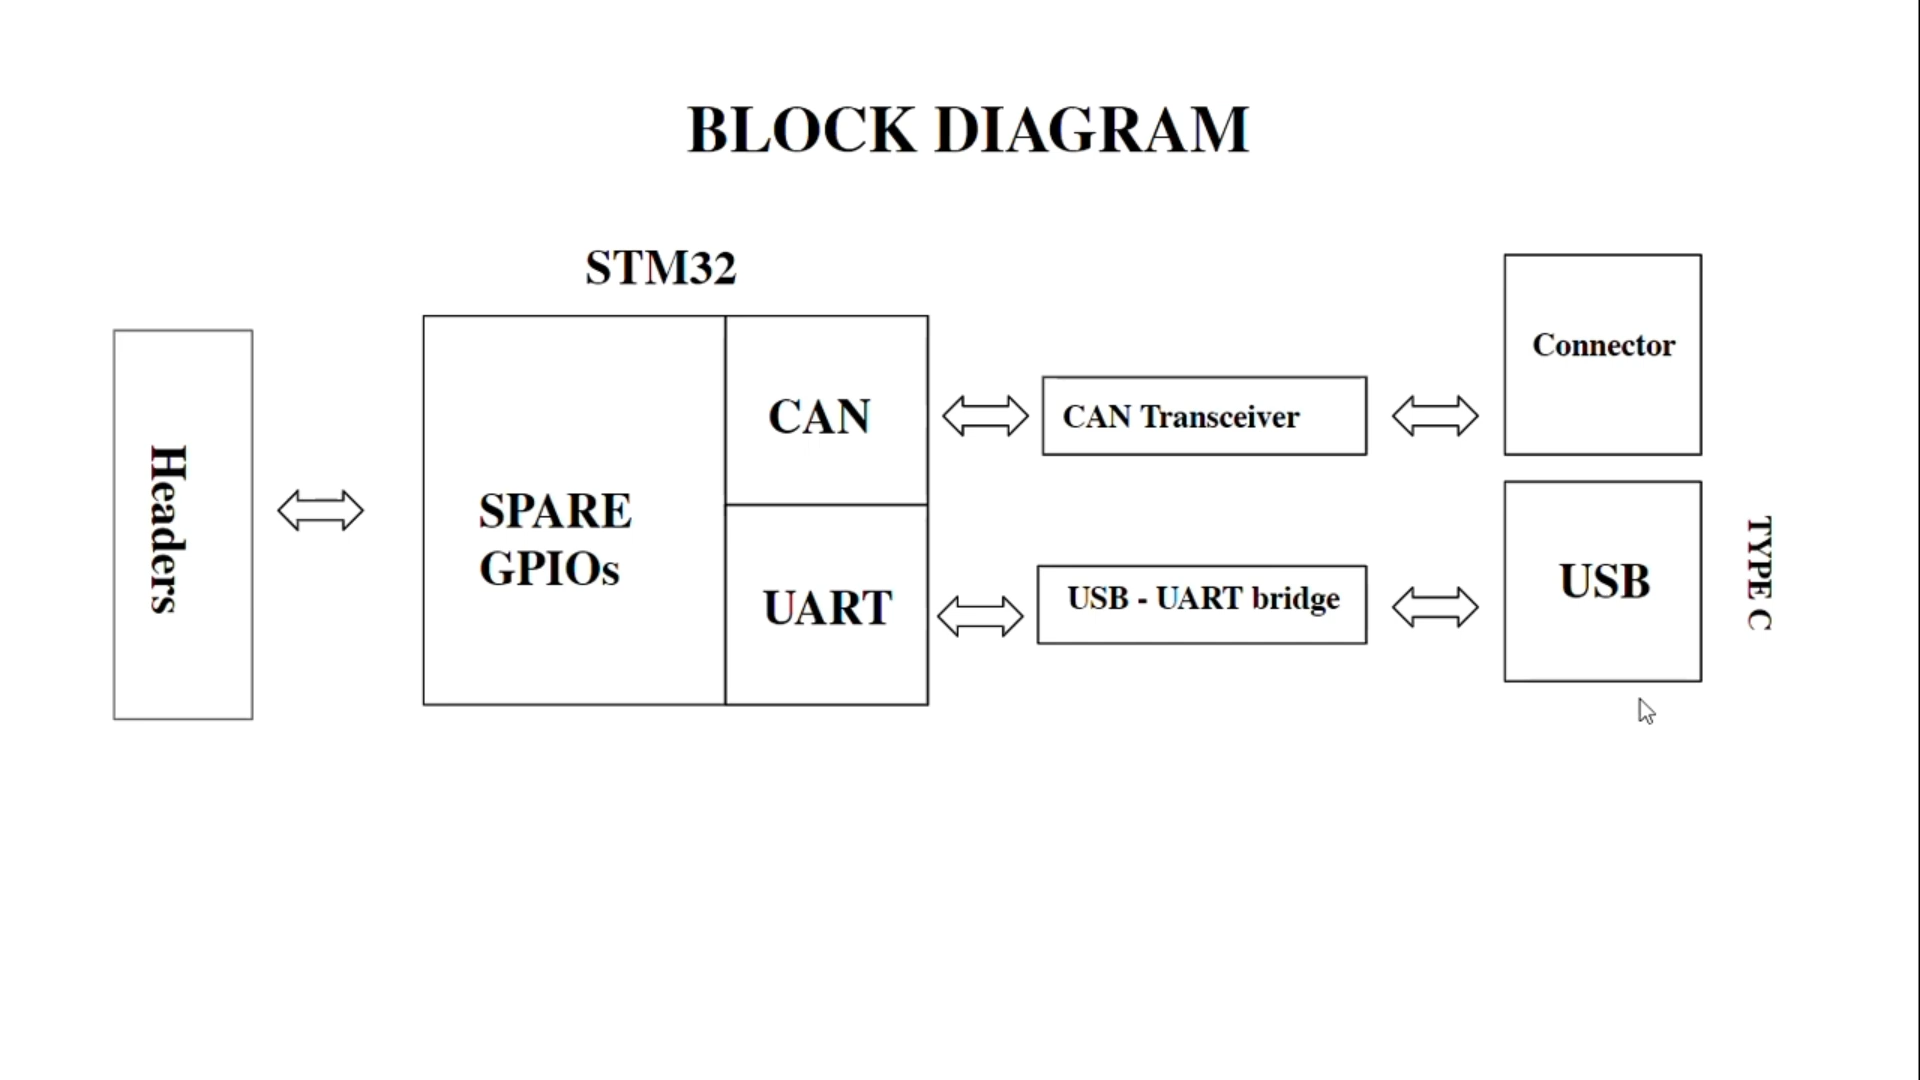 BLOCK DIAGRAM
STM32
Headers
SPARE
GPIOs
CAN
UART
CAN Transceiver
USB - UART bridge
Connector
USB
TYPE C